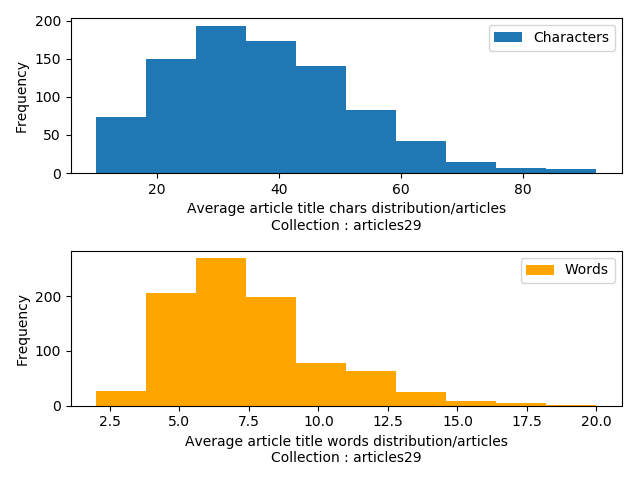 200
150
100
50
0
Frequency
Characters
20 40 60 80
Average article title chars distribution/articles
Collection : articles29
200
100
0
Frequency
Words
2.5 5.0 7.5 10.0 12.5 15.0 17.5 20.0
Average article title words distribution/articles
Collection : articles29